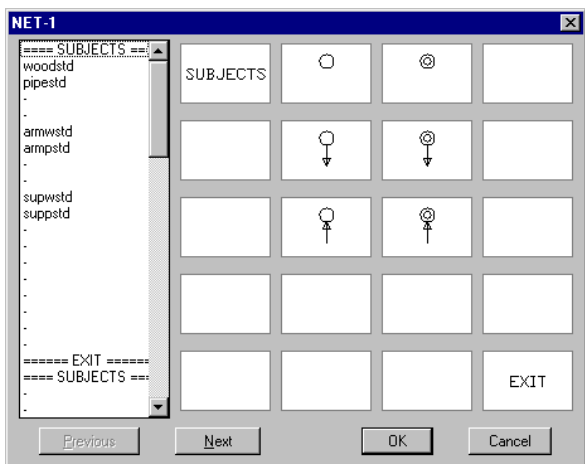 NET-1
==== SUBJECTS ===
woodstd
pipestd
-
-
armwstd
armpstd
-
-
supwstd
suppstd
-
-
-
-
-
-
-
====== EXIT ======
==== SUBJECTS ===
-
-
SUBJECTS
EXIT
Previous
Next
OK
Cancel